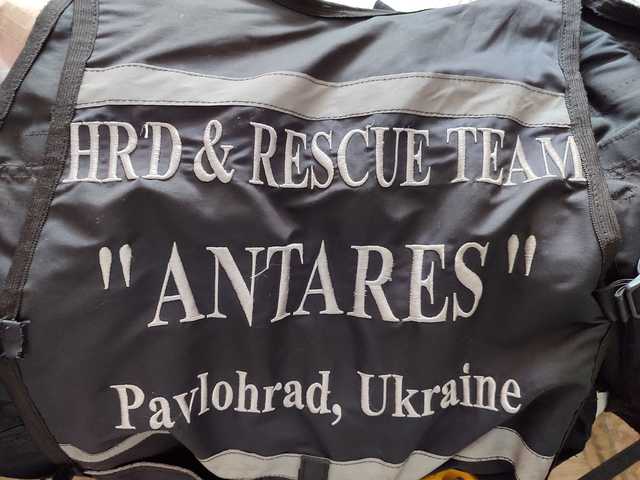 HRD & RESCUE TEAM
"ANTARES"
Pavlohrad, Ukraine